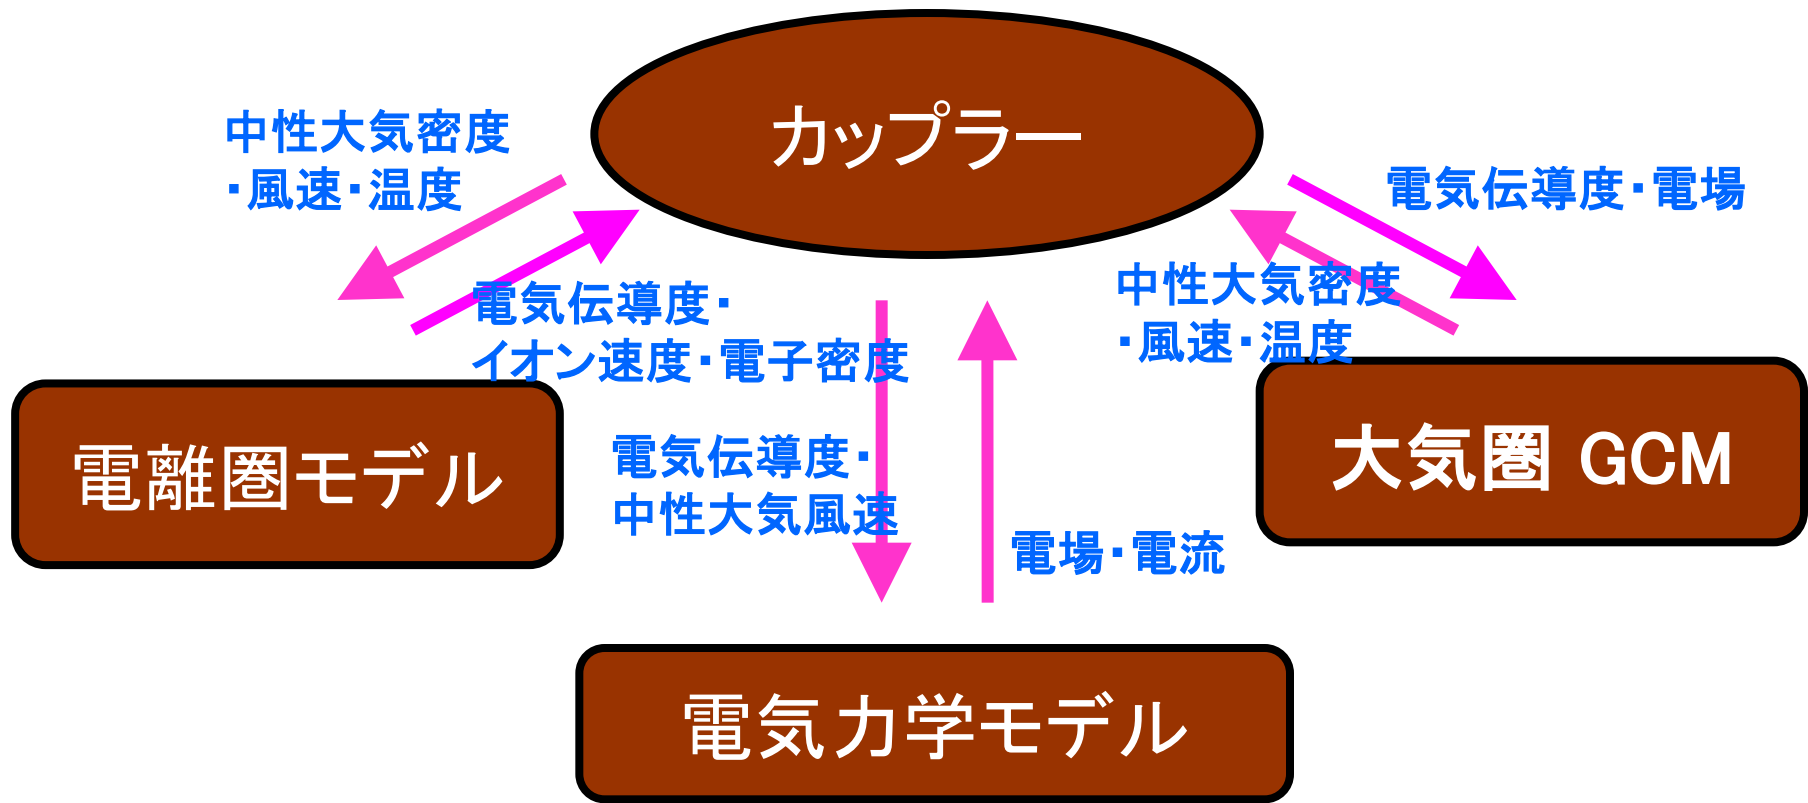 カップラー
中性大気密度
・風速・温度
電気伝導度・電場
電気伝導度・
イオン速度・電子密度
中性大気密度
・風速・温度
電離圏モデル
大気圏 GCM
電気伝導度・
中性大気風速
電場・電流
電気力学モデル